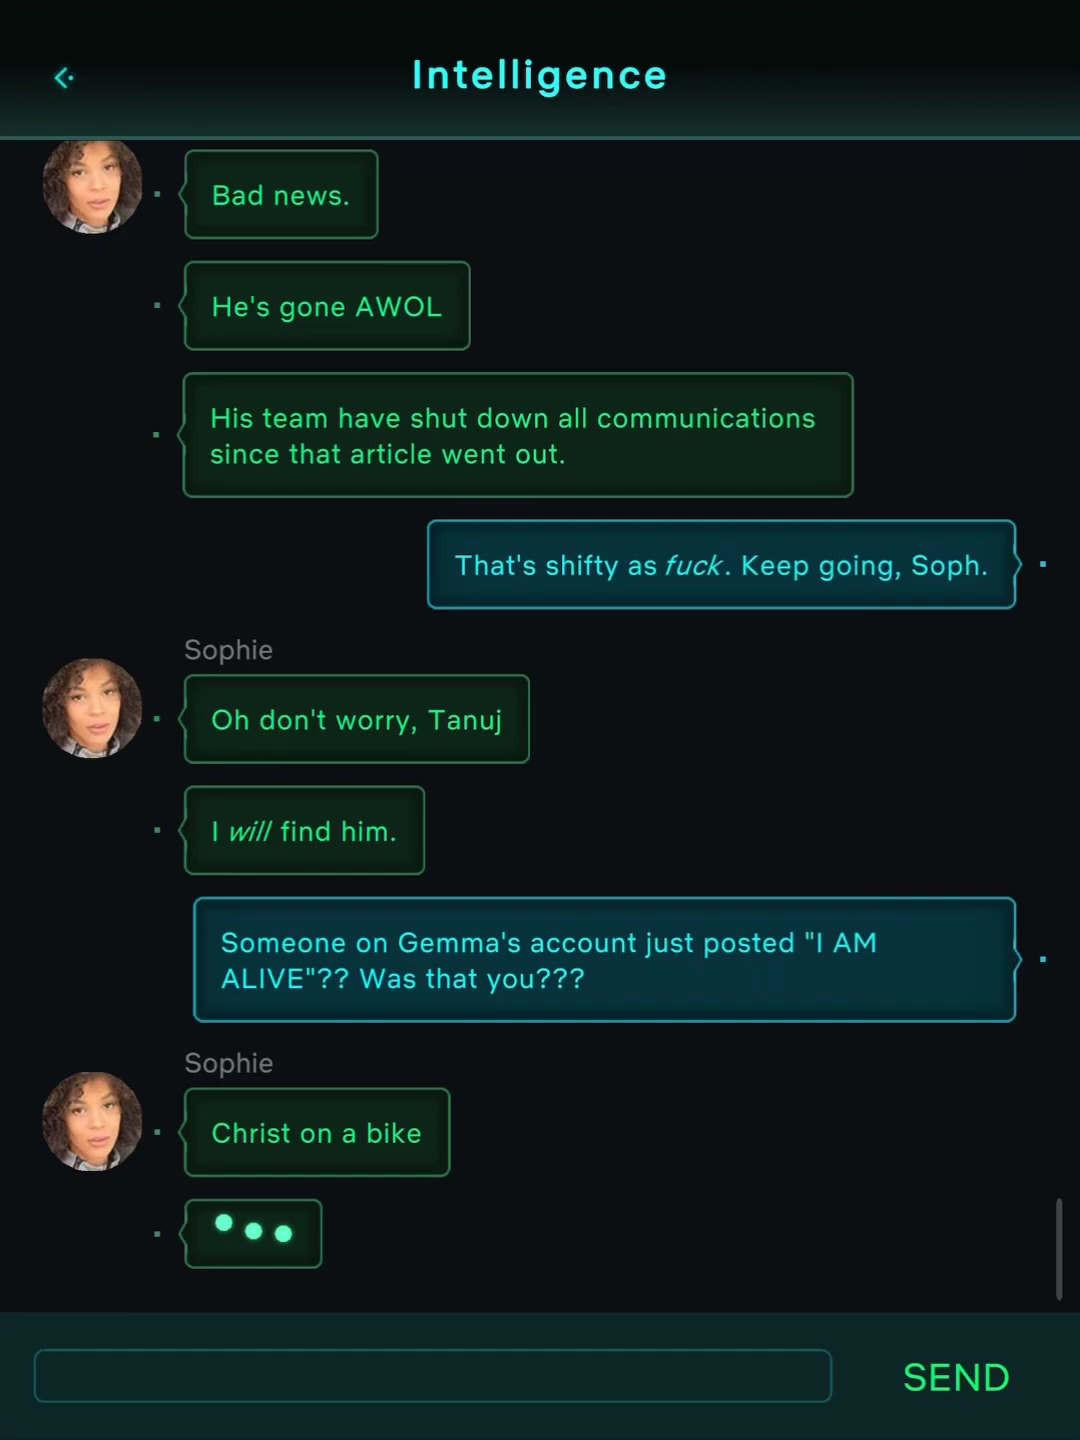 Intelligence
Bad news.
He's gone AWOL
His team have shut down all communications
since that article went out.
That's shifty as fuck. Keep going, Soph.
Sophie
Oh don't worry, Tanuj
I will find him.
Someone on Gemma's account just posted "I AM
ALIVE"?? Was that you???
Sophie
Christ on a bike
SEND